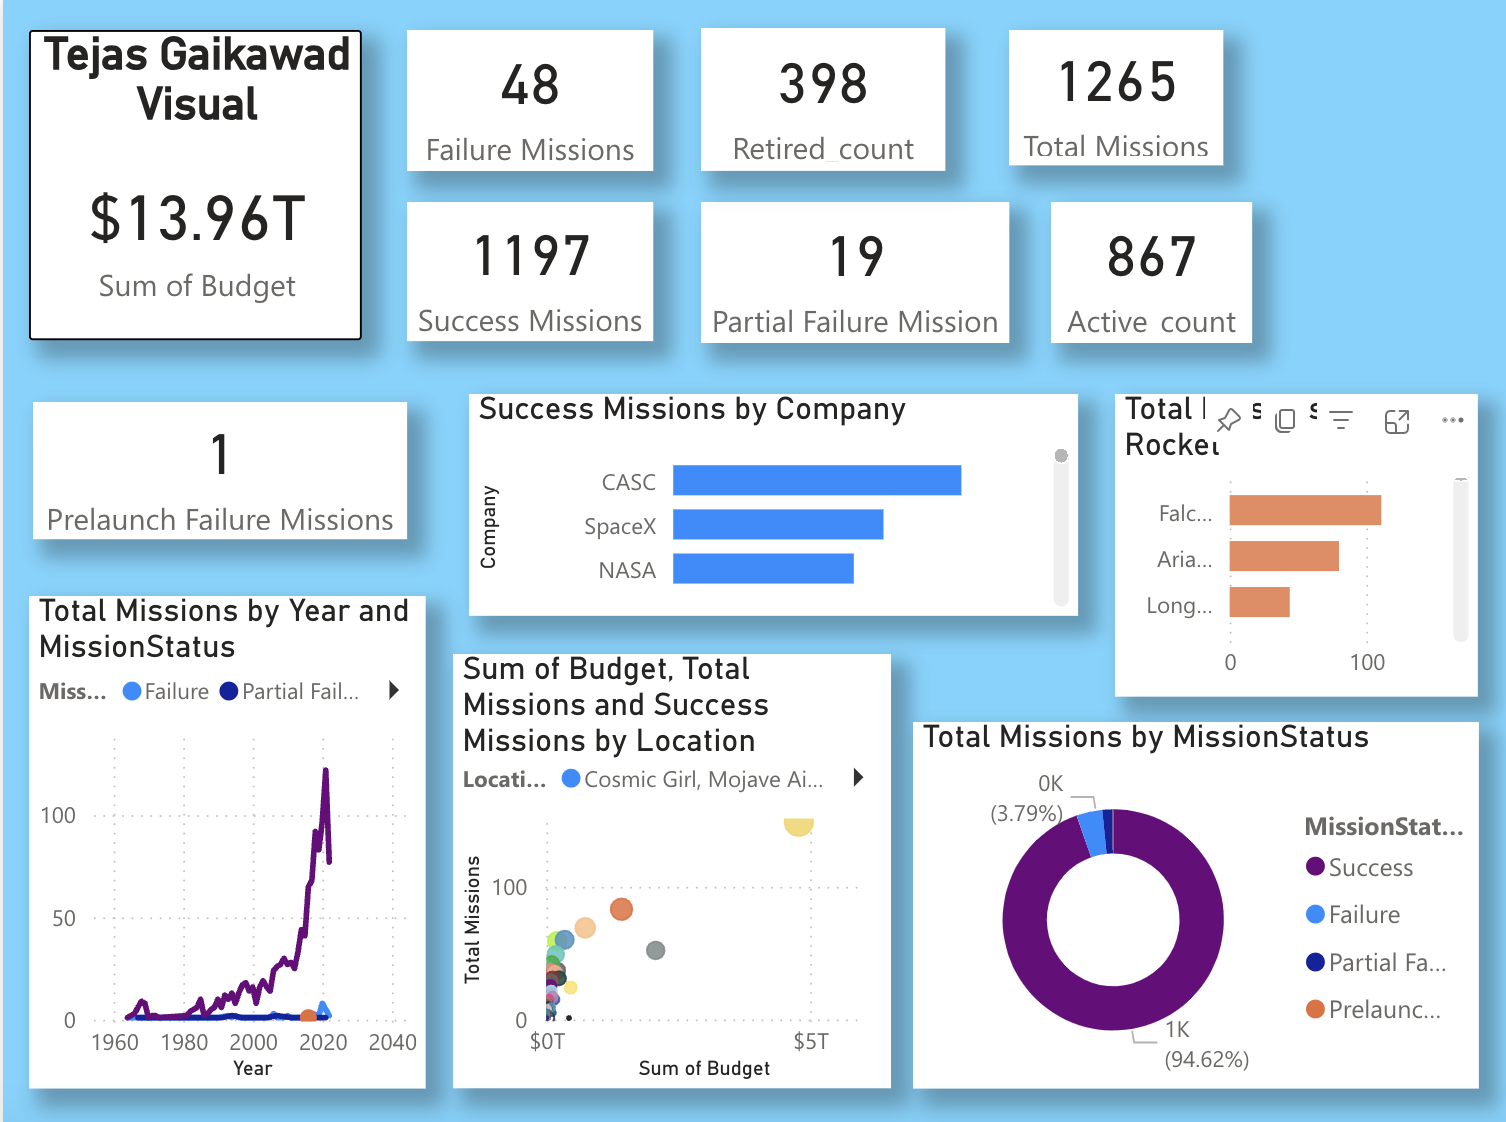 Tejas Gaikawad
Visual
$13.96T
Sum of Budget
48
Failure Missions
398
Retired_count
1265
Total Missions
1197
Success Missions
19
Partial Failure Mission
867
Active_count
1
Prelaunch Failure Missions
Success Missions by Company
Company
CASC
SpaceX
NASA
Total
Rocket
Falc...
Aria...
Long...
0
100
Total Missions by Year and
MissionStatus
Miss...
Failure
Partial Fail...
100
50
0
1960
1980
2000
2020
2040
Year
Sum of Budget, Total
Missions and Success
Missions by Location
Locati...
Cosmic Girl, Mojave Ai...
Total Missions
100
0
$0T
$5T
Sum of Budget
Total Missions by MissionStatus
0K
(3.79%)
1K
(94.62%)
MissionStat...
Success
Failure
Partial Fa...
Prelaunc...